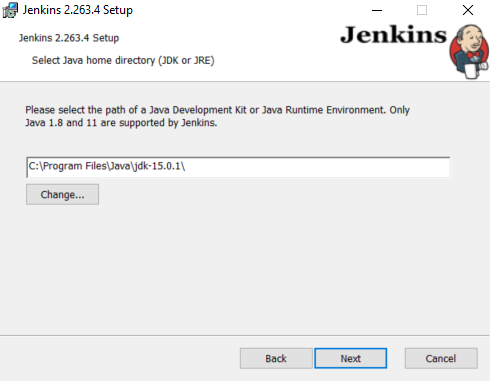 Jenkins 2.263.4 Setup
Jenkins 2.263.4 Setup
Jenkins
Select Java home directory (JDK or JRE)
Please select the path of a Java Development Kit or Java Runtime Environment. Only
Java 1.8 and 11 are supported by Jenkins.
C:\Program Files\Java\jdk-15.0.1\
Change...
Back
Next
Cancel